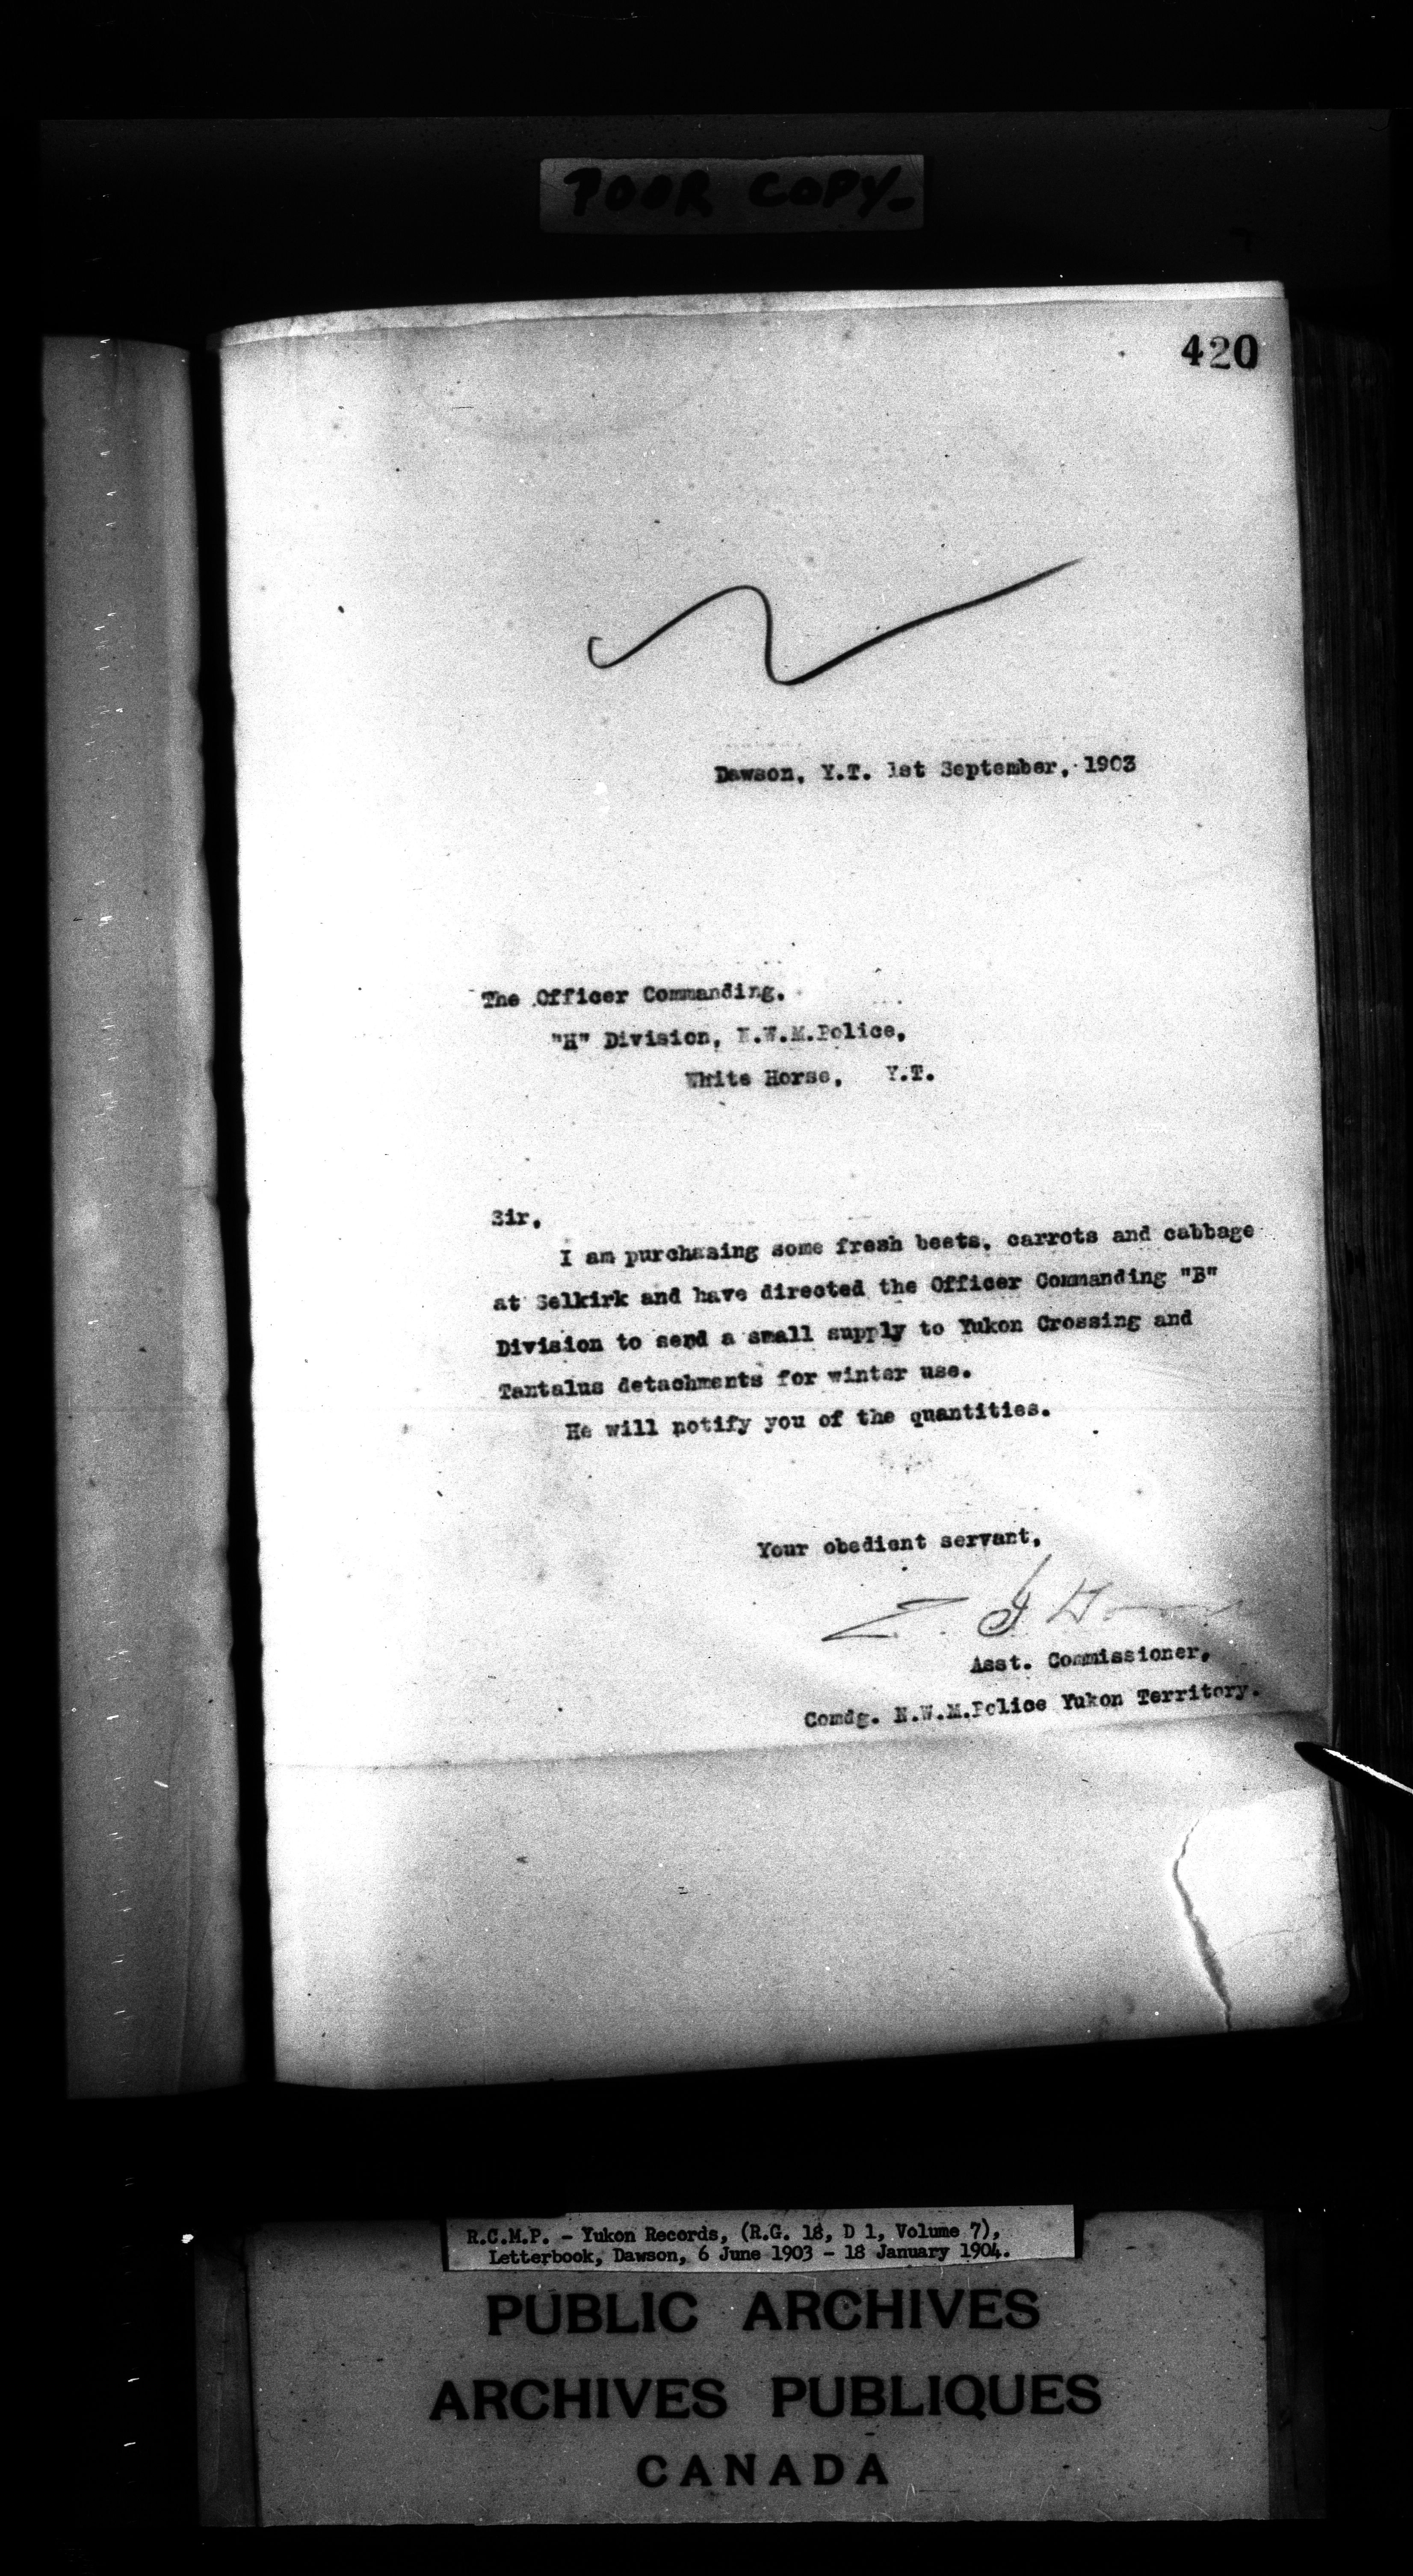 POOR COPY-
420
Dawson, Y.T. 1st September, 1903
The Officer Commanding.
"H" Division, N.W.M.Police,
White Horse, Y.T.
Sir,
I am purchasing some fresh beets, carrots and cabbage
at Selkirk and have directed the Officer Commanding "B"
Division to send a small supply to Yukon Crossing and
Tantalus detachments for winter use.
He will notify you of the quantities.
Your obedient servant,
Z. J.
Asst. Commissioner,
Comdg. N.W.M.Police Yukon Territory.
R.C.M.P. - Yukon Records, (R.G. 18, D 1, Volume 7),
Letterbook, Dawson, 6 June 1903 - 18 January 1904.
PUBLIC ARCHIVES
ARCHIVES PUBLIQUES
CANADA